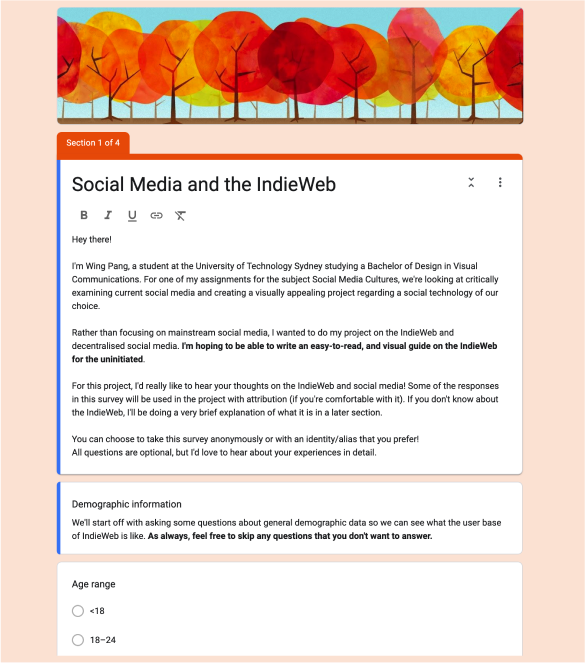 Section 1 of 4
Social Media and the IndieWeb
B I U
Hey there!
I'm Wing Pang, a student at the University of Technology Sydney studying a Bachelor of Design in Visual
Communications. For one of my assignments for the subject Social Media Cultures, we're looking at critically
examining current social media and creating a visually appealing project regarding a social technology of our
choice.
Rather than focusing on mainstream social media, I wanted to do my project on the IndieWeb and
decentralised social media. I'm hoping to be able to write an easy-to-read, and visual guide on the IndieWeb
for the uninitiated.
For this project, I'd really like to hear your thoughts on the IndieWeb and social media! Some of the responses
in this survey will be used in the project with attribution (if you're comfortable with it). If you don't know about
the IndieWeb, I'll be doing a very brief explanation of what it is in a later section.
You can choose to take this survey anonymously or with an identity/alias that you prefer!
All questions are optional, but I'd love to hear about your experiences in detail.
Demographic information
We'll start off with asking some questions about general demographic data so we can see what the user base
of IndieWeb is like. As always, feel free to skip any questions that you don't want to answer.
Age range
<18
18–24